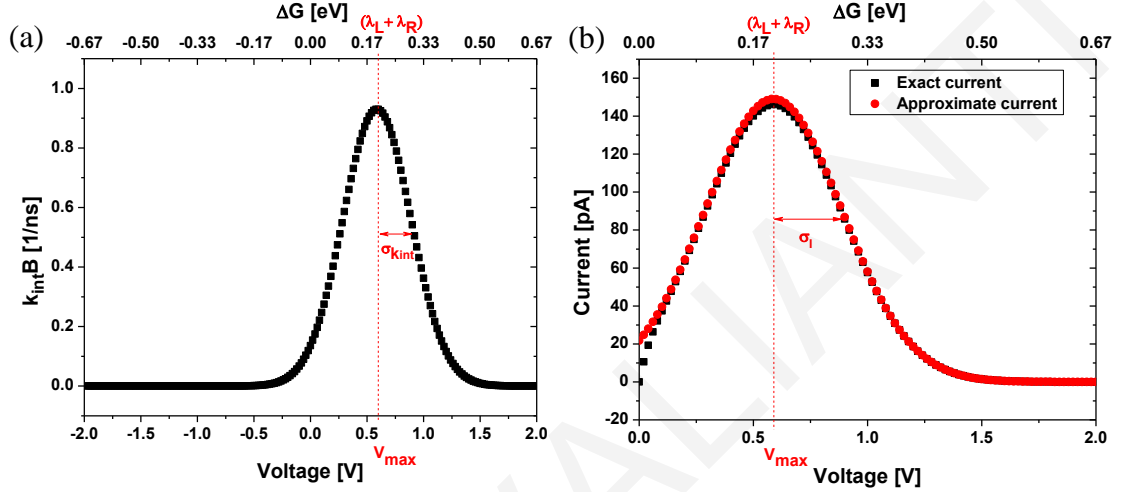 (a)
ΔG [eV]
(λL+λR)
-0.67 -0.50 -0.33 -0.17 0.00 0.17 0.33 0.50 0.67
kintB [1/ns]
1.0
0.8
0.6
0.4
0.2
0.0
σkint
-2.0 -1.5 -1.0 -0.5 0.0 0.5 1.0 1.5 2.0
Vmax
Voltage [V]
(b)
ΔG [eV]
(λL+λR)
0.00 0.17 0.33 0.50 0.67
Current [pA]
180
160
140
120
100
80
60
40
20
0
-20
Exact current
Approximate current
σI
0.0 0.5 1.0 1.5 2.0
Vmax
Voltage [V]
VALIANTI